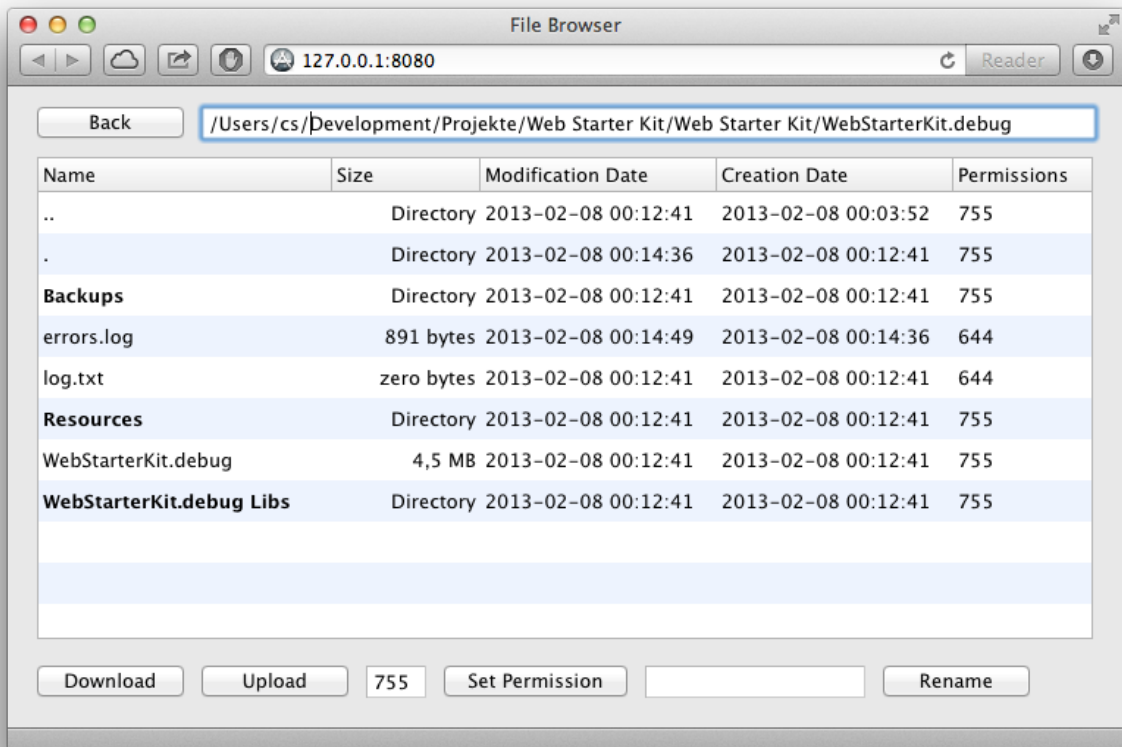 File Browser
127.0.0.1:8080 Reader
Back /Users/cs/Development/Projekte/Web Starter Kit/Web Starter Kit/WebStarterKit.debug
Name Size Modification Date Creation Date Permissions
.. Directory 2013-02-08 00:12:41 2013-02-08 00:03:52 755
. Directory 2013-02-08 00:14:36 2013-02-08 00:12:41 755
Backups Directory 2013-02-08 00:12:41 2013-02-08 00:12:41 755
errors.log 891 bytes 2013-02-08 00:14:49 2013-02-08 00:14:36 644
log.txt zero bytes 2013-02-08 00:12:41 2013-02-08 00:12:41 644
Resources Directory 2013-02-08 00:12:41 2013-02-08 00:12:41 755
WebStarterKit.debug 4,5 MB 2013-02-08 00:12:41 2013-02-08 00:12:41 755
WebStarterKit.debug Libs Directory 2013-02-08 00:12:41 2013-02-08 00:12:41 755
Download Upload 755 Set Permission Rename